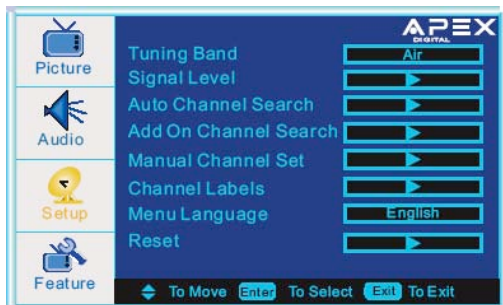 APEX
DIGITAL
Picture
Audio
Setup
Feature
Tuning Band Air
Signal Level
Auto Channel Search
Add On Channel Search
Manual Channel Set
Channel Labels
Menu Language English
Reset
To Move Enter To Select Exit To Exit